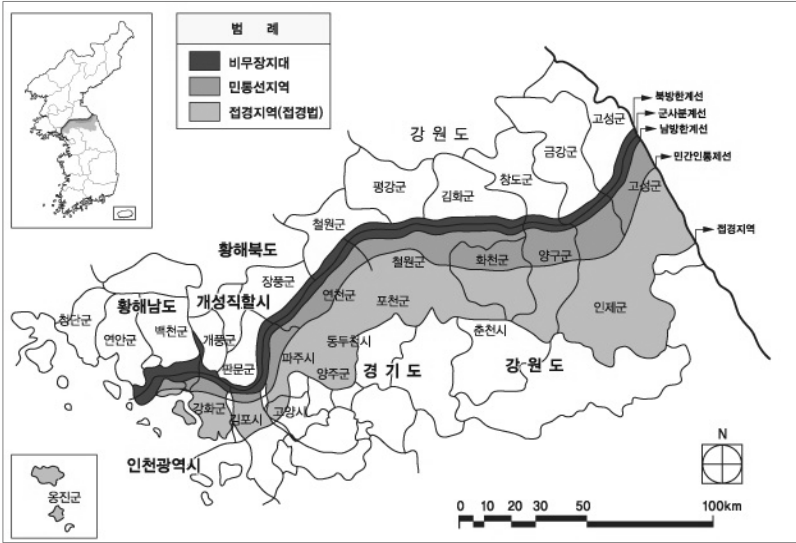 범 례
비무장지대
민통선지역
접경지역(접경법)
북방한계선
군사분계선
남방한계선
민간인통제선
접경지역
고성군
강원도
금강군
창도군
평강군
김화군
고성군
철원군
황해북도
장풍군
철원군
화천군
양구군
인제군
연천군
포천군
황해남도
개성직할시
청단군
연안군
백천군
개풍군
판문군
파주시
동두천시
양주군
춘천시
경기도
강원도
강화군
김포시
고양시
인천광역시
옹진군
N
0 10 20 30 50 100km